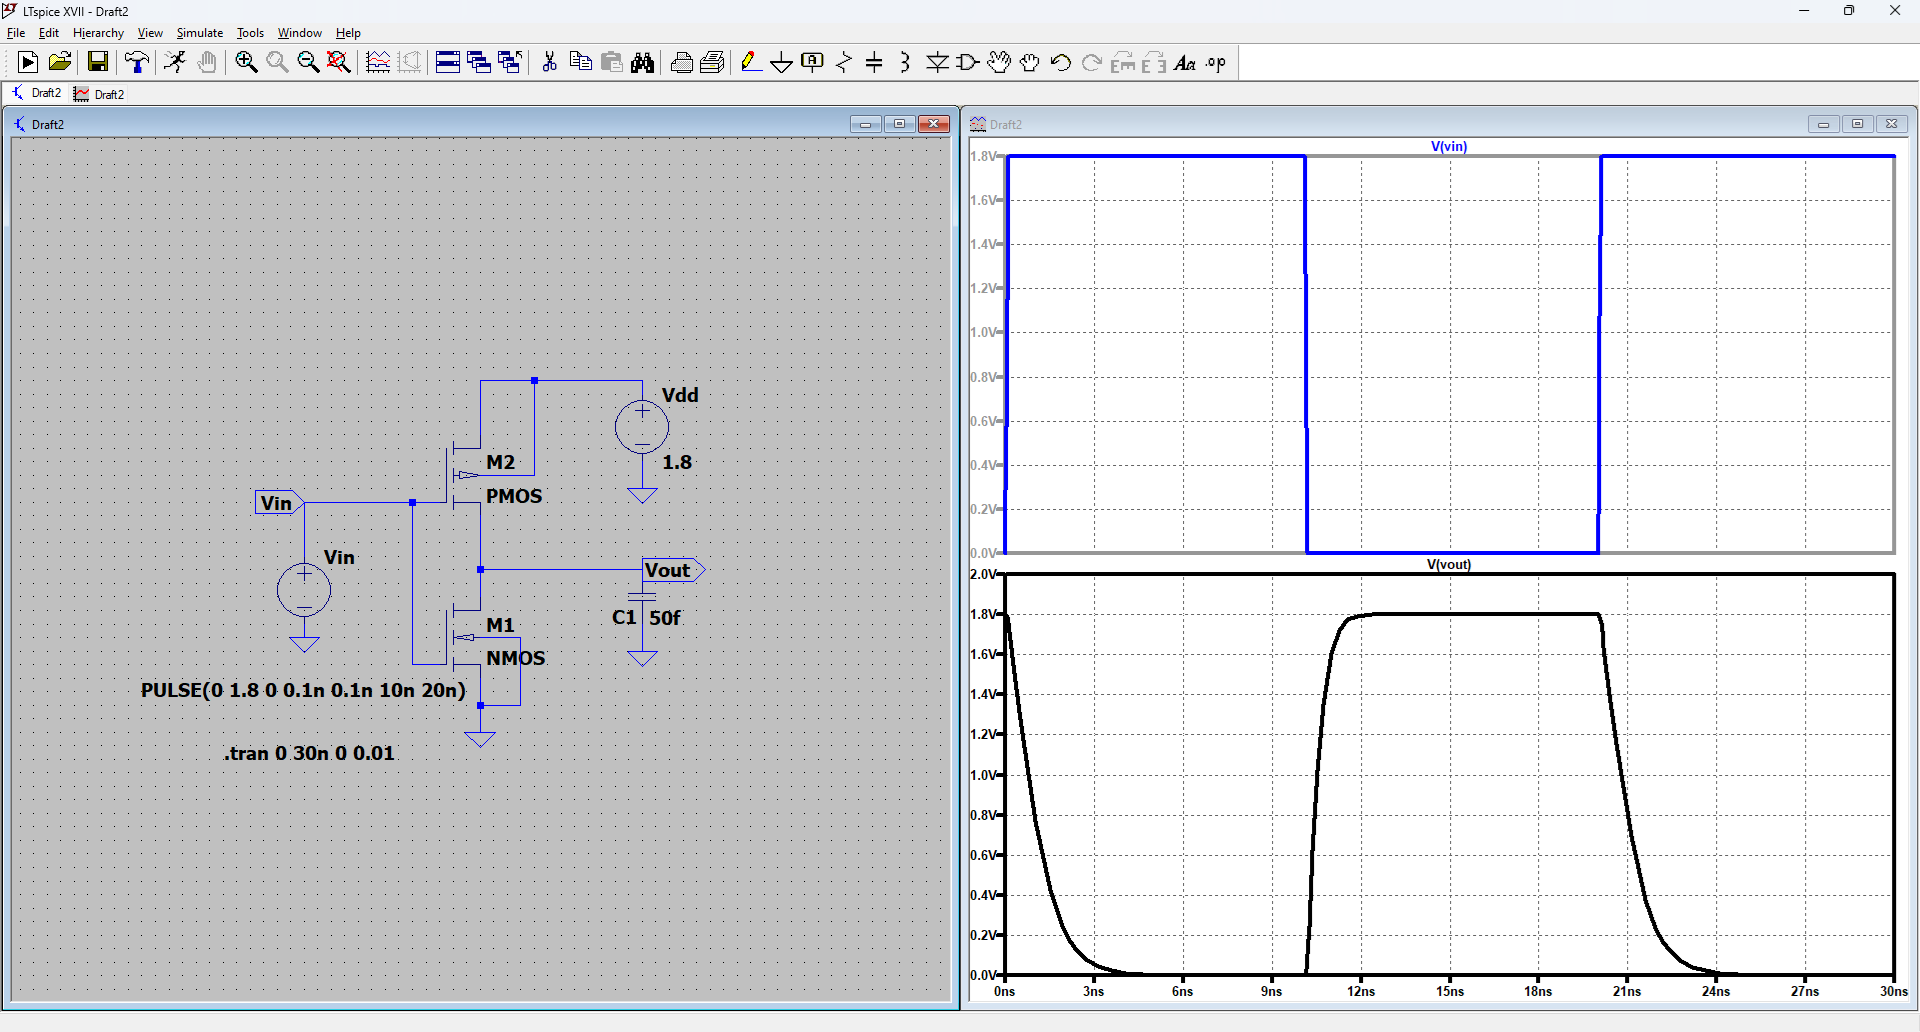 LTspice XVII - Draft2
File Edit Hierarchy View Simulate Tools Window Help
A
Aa .op
Draft2 Draft2
Draft2
Vdd
1.8
M2
PMOS
Vin
Vin
Vout
C1 50f
M1
NMOS
PULSE(0 1.8 0 0.1n 0.1n 10n 20n)
.tran 0 30n 0 0.01
Draft2
V(vin)
1.8V
1.6V
1.4V
1.2V
1.0V
0.8V
0.6V
0.4V
0.2V
0.0V
V(vout)
2.0V
1.8V
1.6V
1.4V
1.2V
1.0V
0.8V
0.6V
0.4V
0.2V
0.0V
0ns 3ns 6ns 9ns 12ns 15ns 18ns 21ns 24ns 27ns 30ns